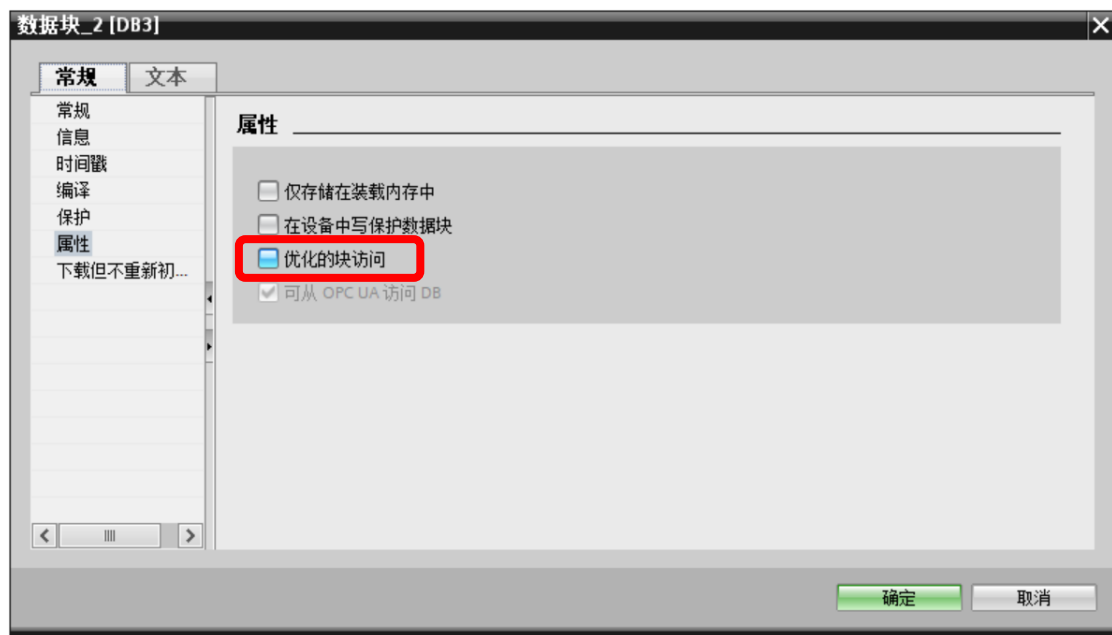 数据块_2 [DB3]
常规 文本
常规
信息
时间戳
编译
保护
属性
下载但不重新初...
属性
仅存储在装载内存中
在设备中写保护数据块
优化的块访问
可从 OPC UA 访问 DB
确定 取消